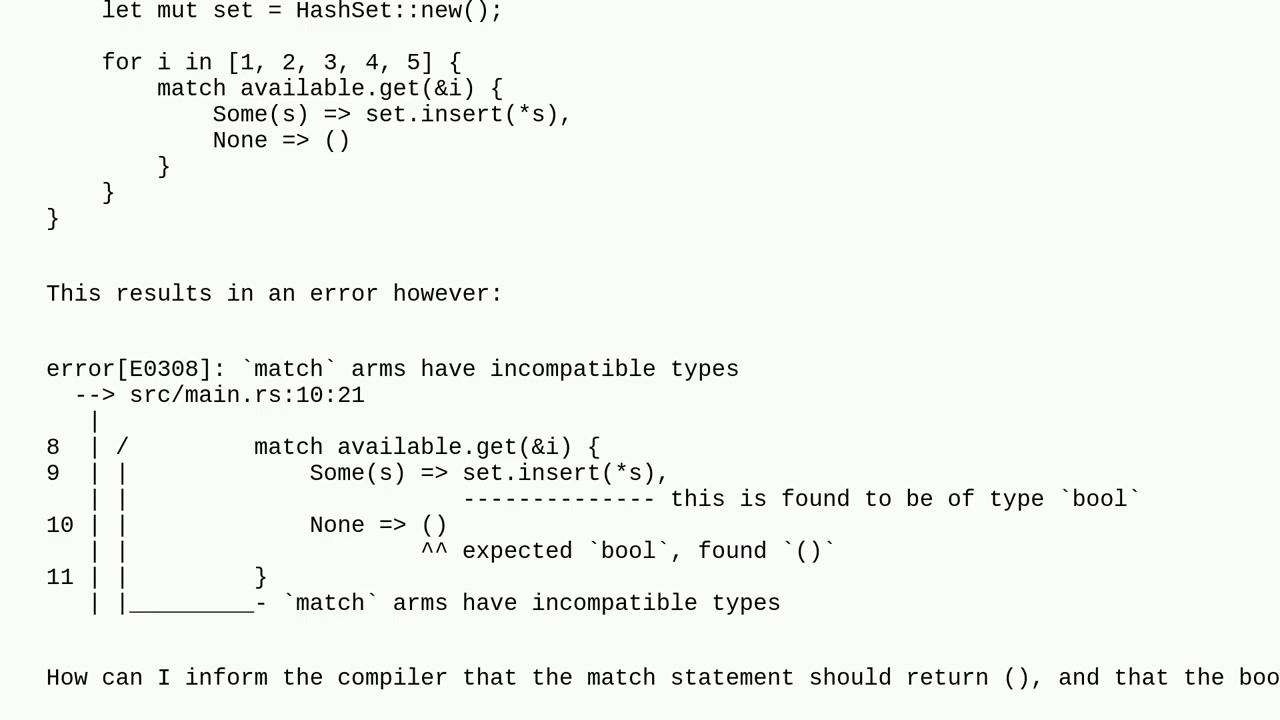 let mut set = HashSet::new();

    for i in [1, 2, 3, 4, 5] {
        match available.get(&i) {
            Some(s) => set.insert(*s),
            None => ()
        }
    }
}

This results in an error however:

error[E0308]: `match` arms have incompatible types
  --> src/main.rs:10:21
   |
8  | /         match available.get(&i) {
9  | |             Some(s) => set.insert(*s),
   | |                        -------------- this is found to be of type `bool`
10 | |             None => ()
   | |                     ^^ expected `bool`, found `()`
11 | |         }
   | |_________- `match` arms have incompatible types

How can I inform the compiler that the match statement should return (), and that the